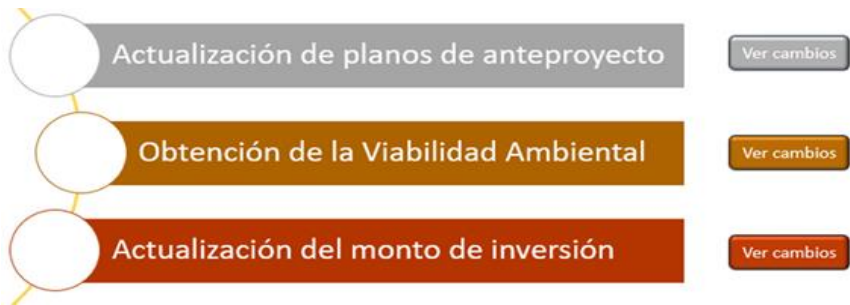 Actualización de planos de anteproyecto
Ver cambios
Obtención de la Viabilidad Ambiental
Ver cambios
Actualización del monto de inversión
Ver cambios